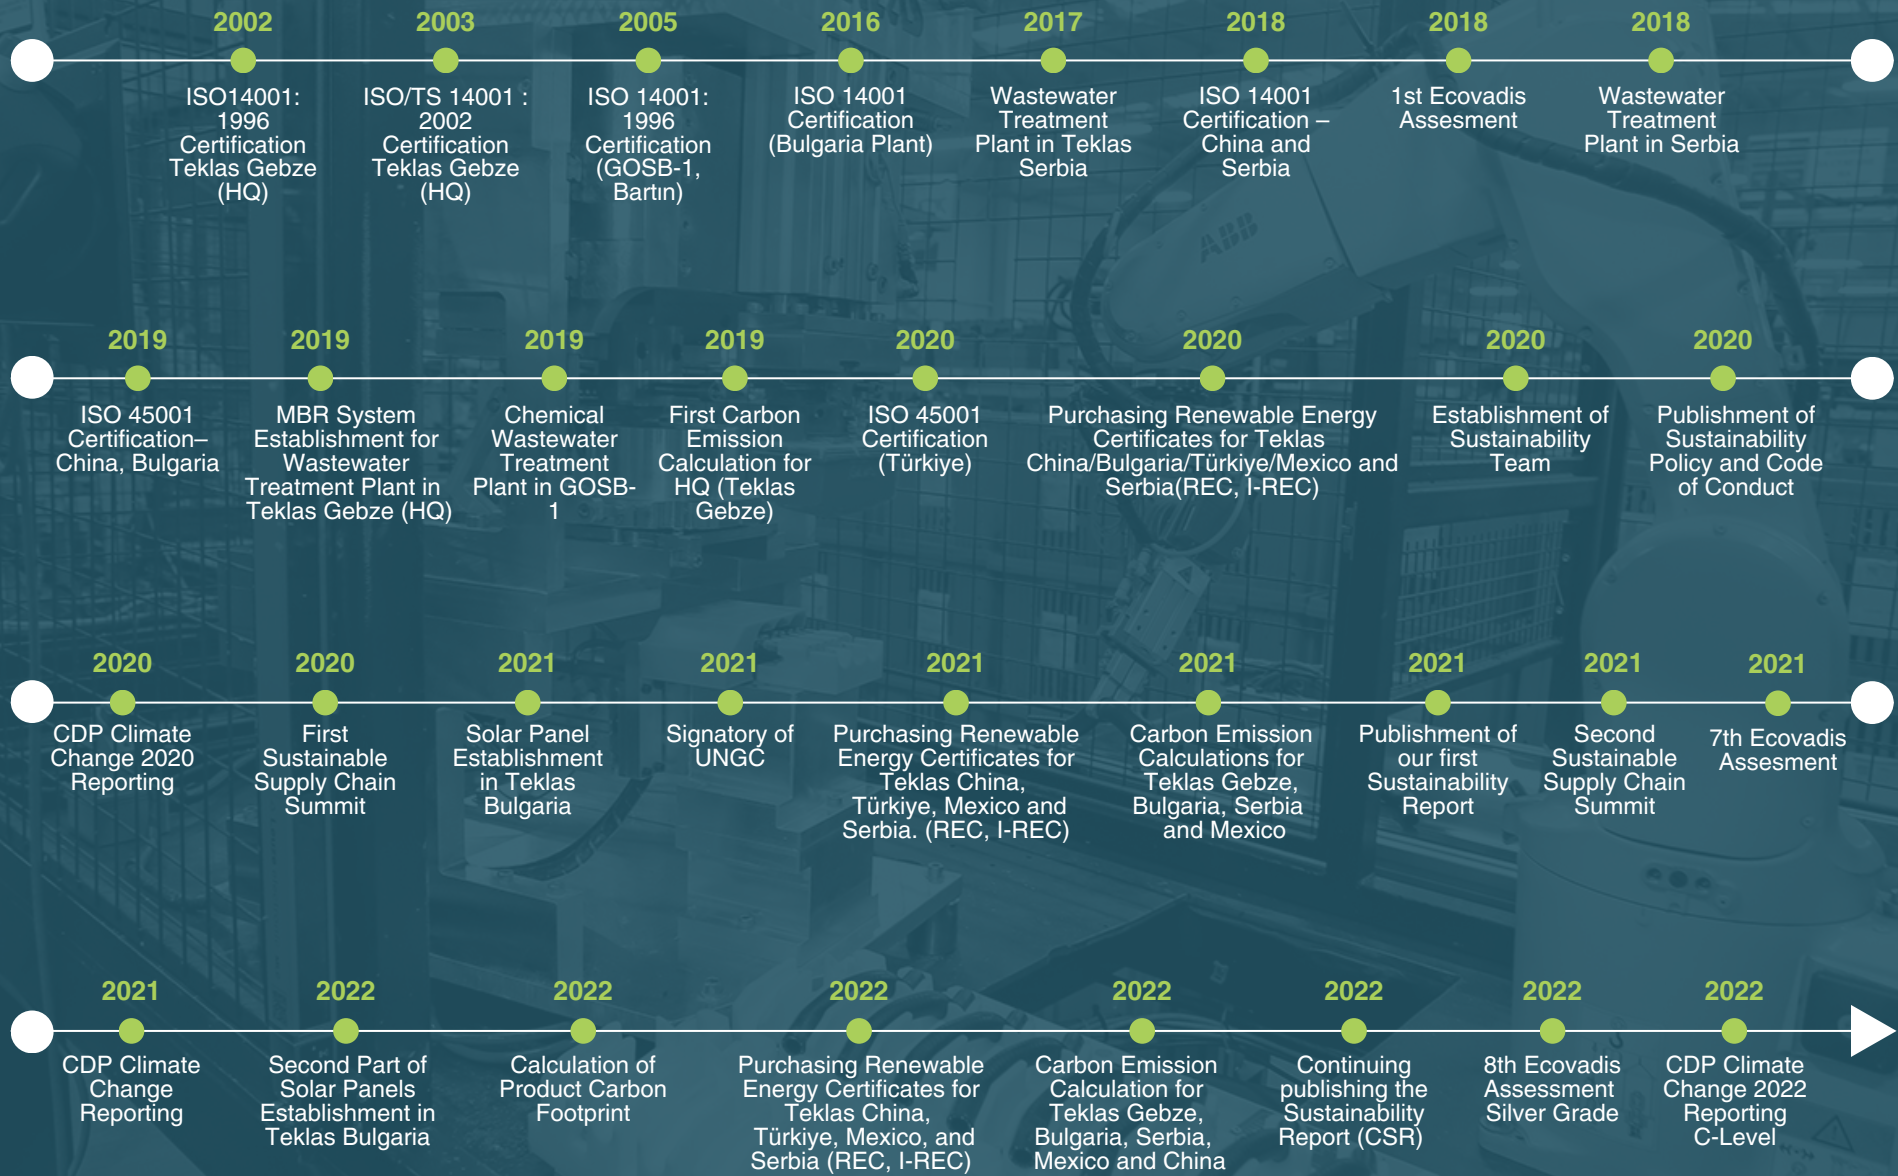 2002
ISO14001:
1996
Certification
Teklas Gebze
(HQ)
2003
ISO/TS 14001 :
2002
Certification
Teklas Gebze
(HQ)
2005
ISO 14001:
1996
Certification
(GOSB-1,
Bartın)
2016
ISO 14001
Certification
(Bulgaria Plant)
2017
Wastewater
Treatment
Plant in Teklas
Serbia
2018
ISO 14001
Certification –
China and
Serbia
2018
1st Ecovadis
Assesment
2018
Wastewater
Treatment
Plant in Serbia
ABB
2019
ISO 45001
Certification–
China, Bulgaria
2019
MBR System
Establishment for
Wastewater
Treatment Plant in
Teklas Gebze (HQ)
2019
Chemical
Wastewater
Treatment
Plant in GOSB-
1
2019
First Carbon
Emission
Calculation for
HQ (Teklas
Gebze)
2020
ISO 45001
Certification
(Türkiye)
2020
Purchasing Renewable Energy
Certificates for Teklas
China/Bulgaria/Türkiye/Mexico and
Serbia(REC, I-REC)
2020
Establishment of
Sustainability
Team
2020
Publishment of
Sustainability
Policy and Code
of Conduct
2020
CDP Climate
Change 2020
Reporting
2020
First
Sustainable
Supply Chain
Summit
2021
Solar Panel
Establishment
in Teklas
Bulgaria
2021
Signatory of
UNGC
2021
Purchasing Renewable
Energy Certificates for
Teklas China,
Türkiye, Mexico and
Serbia. (REC, I-REC)
2021
Carbon Emission
Calculations for
Teklas Gebze,
Bulgaria, Serbia
and Mexico
2021
Publishment of
our first
Sustainability
Report
2021
Second
Sustainable
Supply Chain
Summit
2021
7th Ecovadis
Assesment
2021
CDP Climate
Change
Reporting
2022
Second Part of
Solar Panels
Establishment in
Teklas Bulgaria
2022
Calculation of
Product Carbon
Footprint
2022
Purchasing Renewable
Energy Certificates for
Teklas China,
Türkiye, Mexico, and
Serbia (REC, I-REC)
2022
Carbon Emission
Calculation for
Teklas Gebze,
Bulgaria, Serbia,
Mexico and China
2022
Continuing
publishing the
Sustainability
Report (CSR)
2022
8th Ecovadis
Assessment
Silver Grade
2022
CDP Climate
Change 2022
Reporting
C-Level